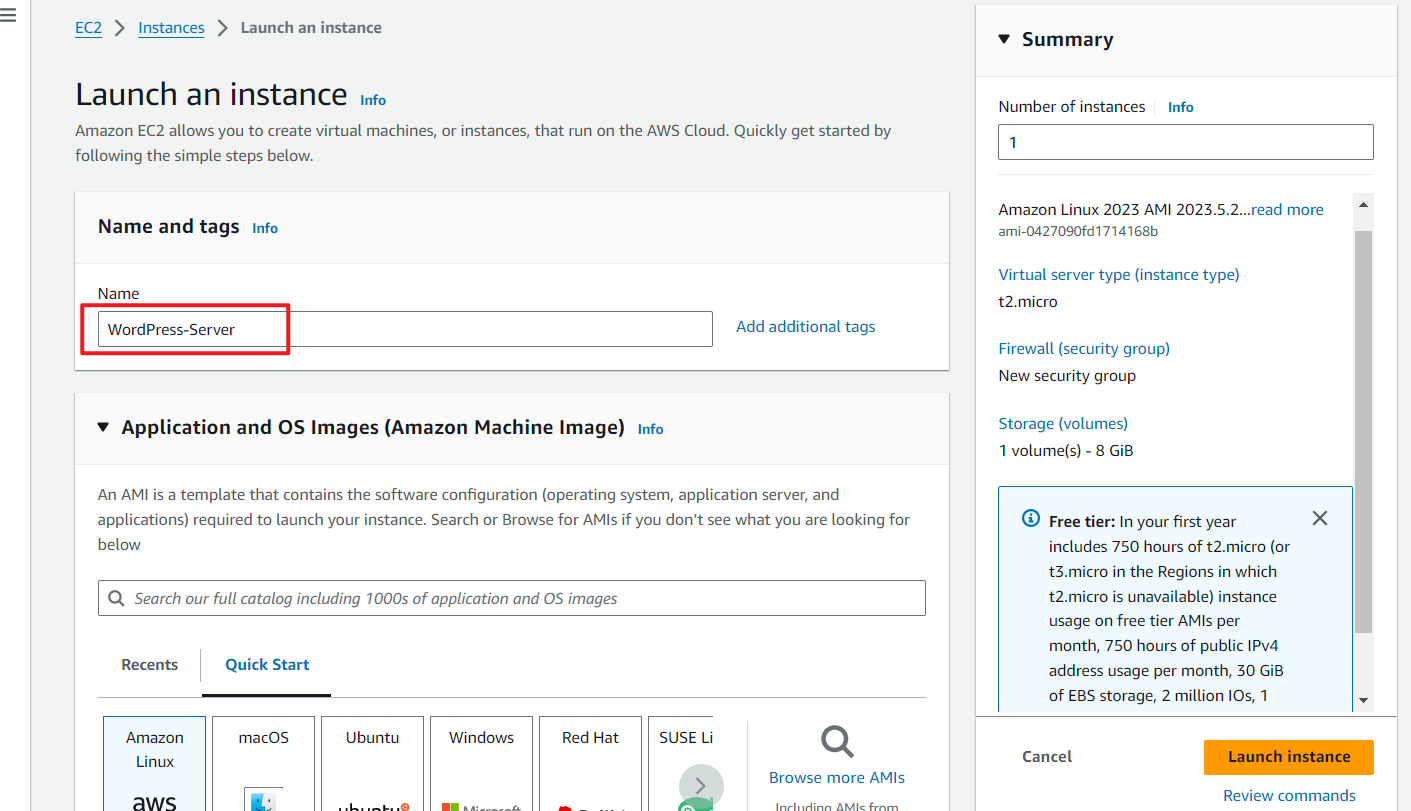 EC2 > Instances > Launch an instance
Launch an instance Info
Amazon EC2 allows you to create virtual machines, or instances, that run on the AWS Cloud. Quickly get started by
following the simple steps below.
Name and tags Info
Name
WordPress-Server
Add additional tags
Application and OS Images (Amazon Machine Image) Info
An AMI is a template that contains the software configuration (operating system, application server, and
applications) required to launch your instance. Search or Browse for AMIs if you don’t see what you are looking for
below
Search our full catalog including 1000s of application and OS images
Recents
Quick Start
Amazon
Linux
aws
macOS
Ubuntu
ubuntu
Windows
Microsoft
Red Hat
SUSE Li
Browse more AMIs
Including AMIs from
Summary
Number of instances Info
1
Amazon Linux 2023 AMI 2023.5.2...read more
ami-0427090fd1714168b
Virtual server type (instance type)
t2.micro
Firewall (security group)
New security group
Storage (volumes)
1 volume(s) - 8 GiB
Free tier: In your first year
includes 750 hours of t2.micro (or
t3.micro in the Regions in which
t2.micro is unavailable) instance
usage on free tier AMIs per
month, 750 hours of public IPv4
address usage per month, 30 GiB
of EBS storage, 2 million IOs, 1
Cancel
Launch instance
Review commands